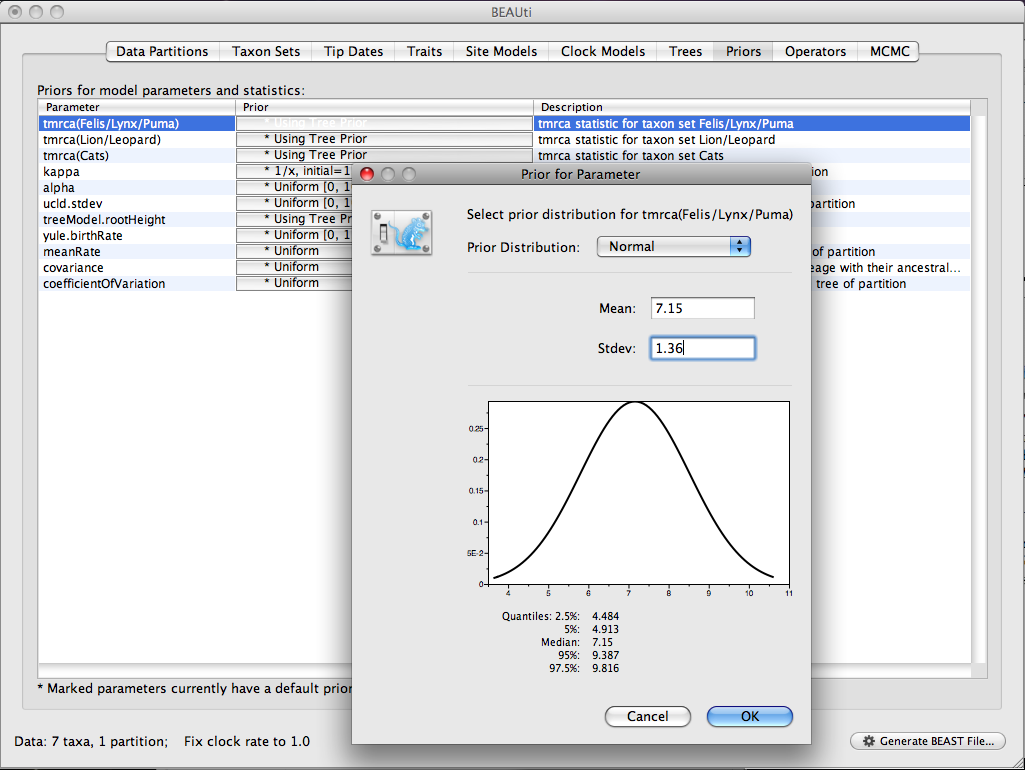 BEAUti
Data Partitions Taxon Sets Tip Dates Traits Site Models Clock Models Trees Priors Operators MCMC
Priors for model parameters and statistics:
Parameter Prior Description
tmrca(Felis/Lynx/Puma) * Using Tree Prior tmrca statistic for taxon set Felis/Lynx/Puma
tmrca(Lion/Leopard) * Using Tree Prior tmrca statistic for taxon set Lion/Leopard
tmrca(Cats) * Using Tree Prior tmrca statistic for taxon set Cats
kappa * 1/x, initial=1 ion
alpha * Uniform [0, 1
ucld.stdev * Uniform [0, 1 partition
treeModel.rootHeight * Using Tree Pr
yule.birthRate * Uniform [0, 1
meanRate * Uniform of partition
covariance * Uniform eage with their ancestral...
coefficientOfVariation * Uniform tree of partition
Prior for Parameter
Select prior distribution for tmrca(Felis/Lynx/Puma)
Prior Distribution: Normal
Mean: 7.15
Stdev: 1.36
0.25
0.2
0.15
0.1
5E-2
0
4 5 6 7 8 9 10 11
Quantiles: 2.5%: 4.484
5%: 4.913
Median: 7.15
95%: 9.387
97.5%: 9.816
Cancel OK
* Marked parameters currently have a default prior
Data: 7 taxa, 1 partition; Fix clock rate to 1.0
Generate BEAST File...